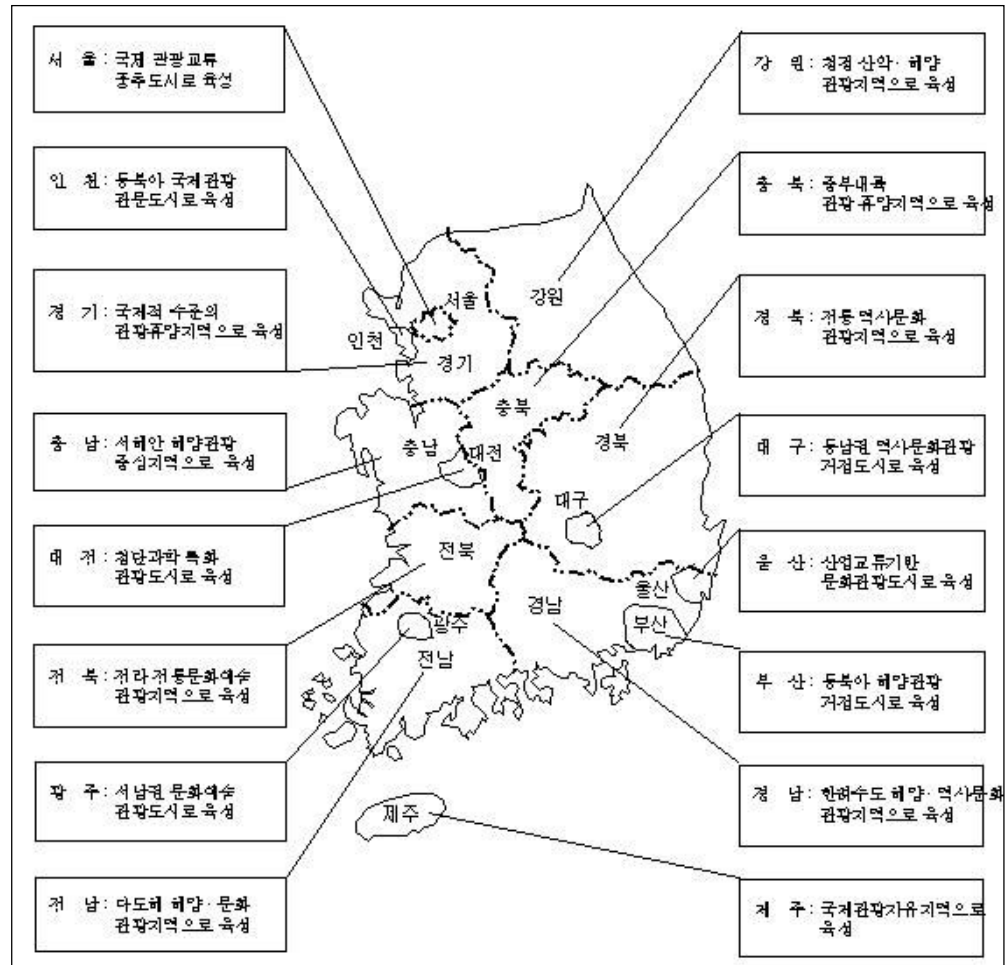 서 울 : 국제 관광교류
중추도시로 육성
인 천 : 동북아 국제관광
관문도시로 육성
경 기 : 국제적 수준의
관광휴양지역으로 육성
충 남 : 서해안 해양관광
중심지역으로 육성
대 전 : 첨단과학 특화
관광도시로 육성
전 북 : 전라 전통문화예술
관광지역으로 육성
광 주 : 서남권 문화예술
관광도시로 육성
전 남 : 다도해 해양·문화
관광지역으로 육성
서울
강원
인천
경기
충북
충남
대전
경북
대구
전북
울산
경남
부산
광주
전남
제주
강 원 : 청정 산악·해양
관광지역으로 육성
충 북 : 중부내륙
관광 휴양지역으로 육성
경 북 : 전통 역사문화
관광지역으로 육성
대 구 : 동남권 역사문화관광
거점도시로 육성
울 산 : 산업교류기반
문화관광도시로 육성
부 산 : 동북아 해양관광
거점도시로 육성
경 남 : 한려수도 해양·역사문화
관광지역으로 육성
제 주 : 국제관광자유지역으로
육성